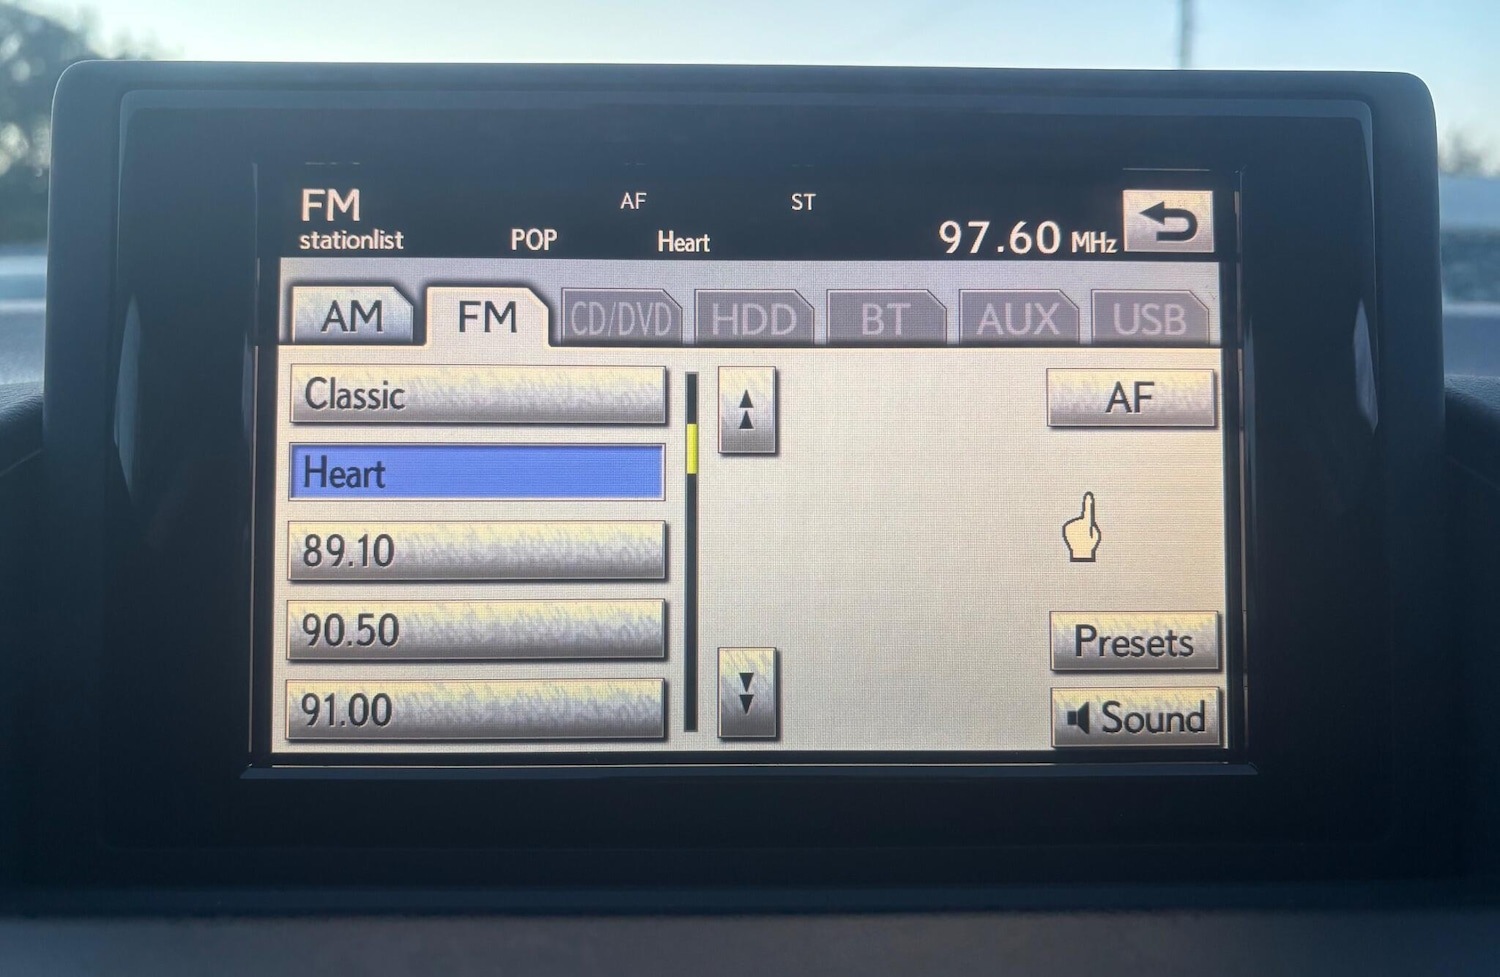 FM AF ST
stationlist POP Heart 97.60 MHz
AM FM CD/DVD HDD BT AUX USB
Classic
AF
Heart
89.10
90.50
Presets
91.00
Sound